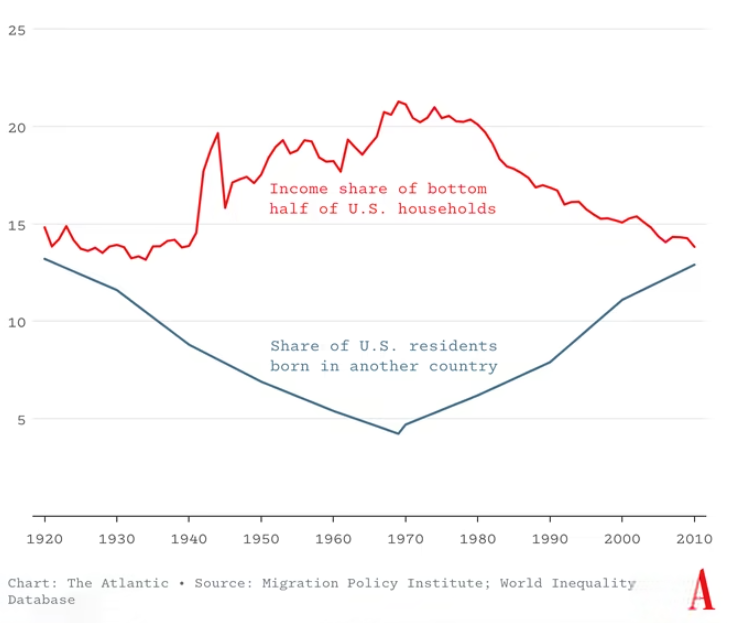 25
20
15
10
5
Income share of bottom
half of U.S. households
Share of U.S. residents
born in another country
1920 1930 1940 1950 1960 1970 1980 1990 2000 2010
Chart: The Atlantic • Source: Migration Policy Institute; World Inequality
Database
A